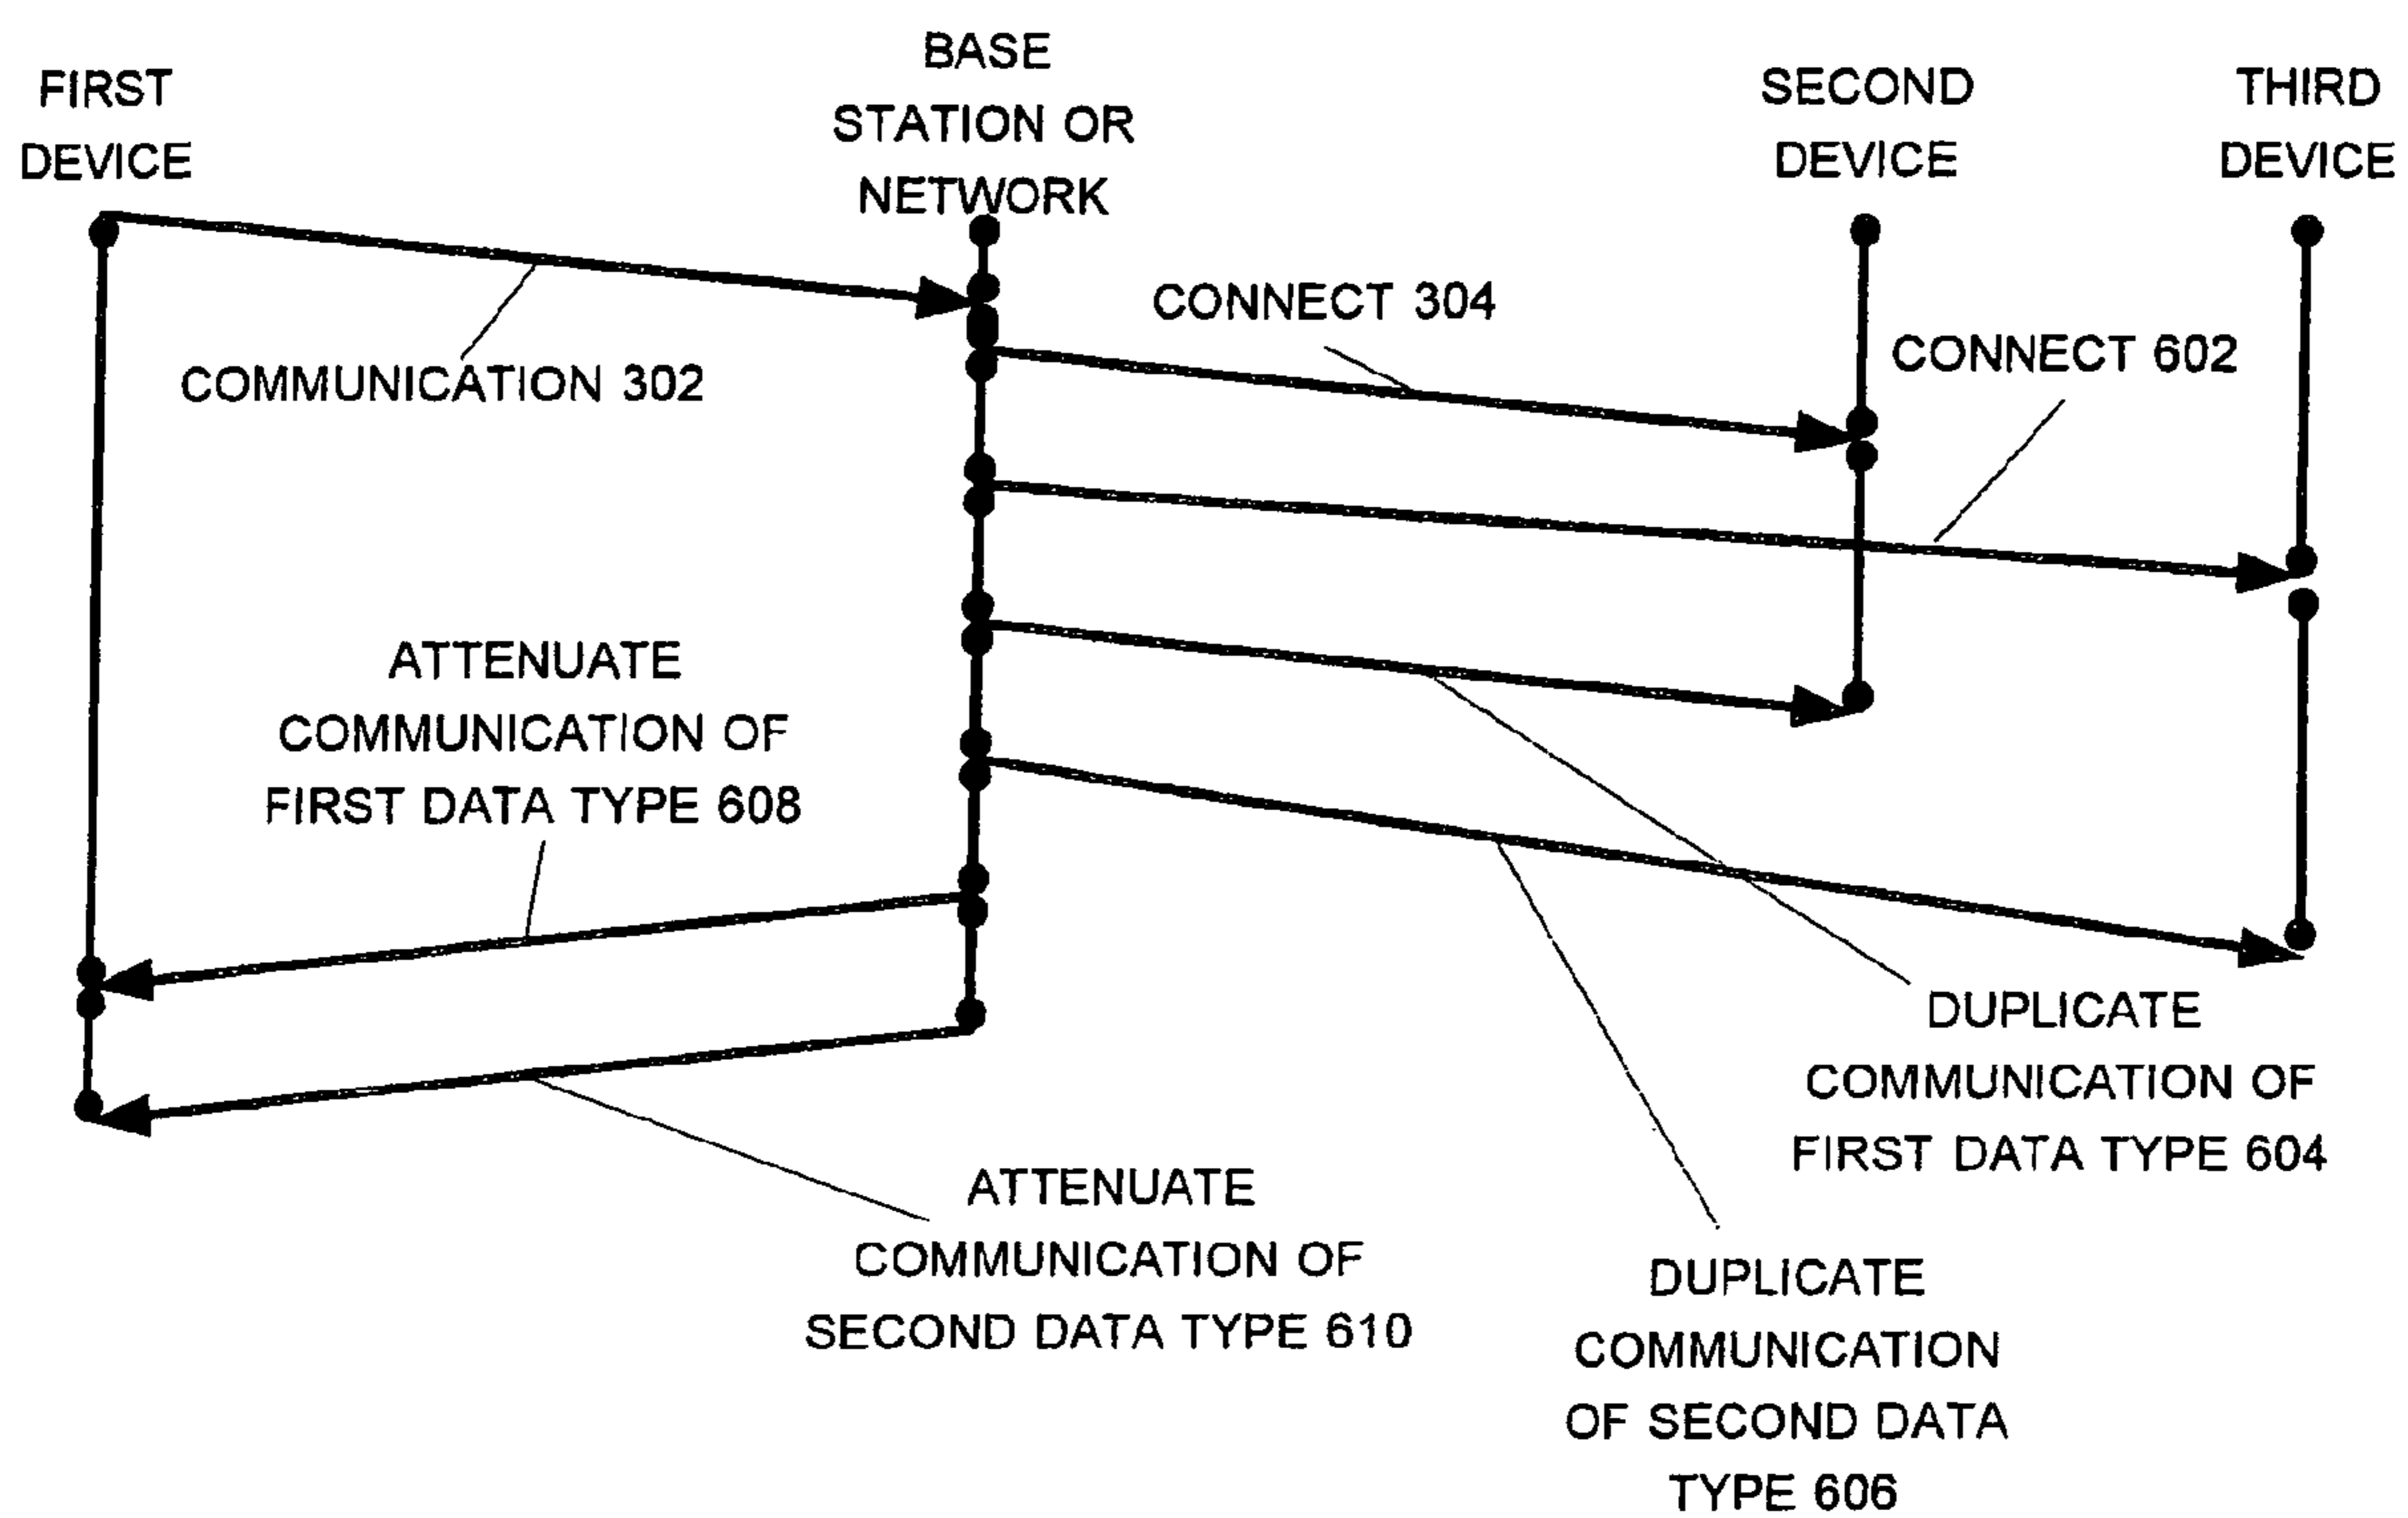 FIRST
DEVICE
BASE
STATION OR
NETWORK
SECOND
DEVICE
THIRD
DEVICE
COMMUNICATION 302
CONNECT 304
CONNECT 602
ATTENUATE
COMMUNICATION OF
FIRST DATA TYPE 608
DUPLICATE
COMMUNICATION OF
FIRST DATA TYPE 604
ATTENUATE
COMMUNICATION OF
SECOND DATA TYPE 610
DUPLICATE
COMMUNICATION
OF SECOND DATA
TYPE 606